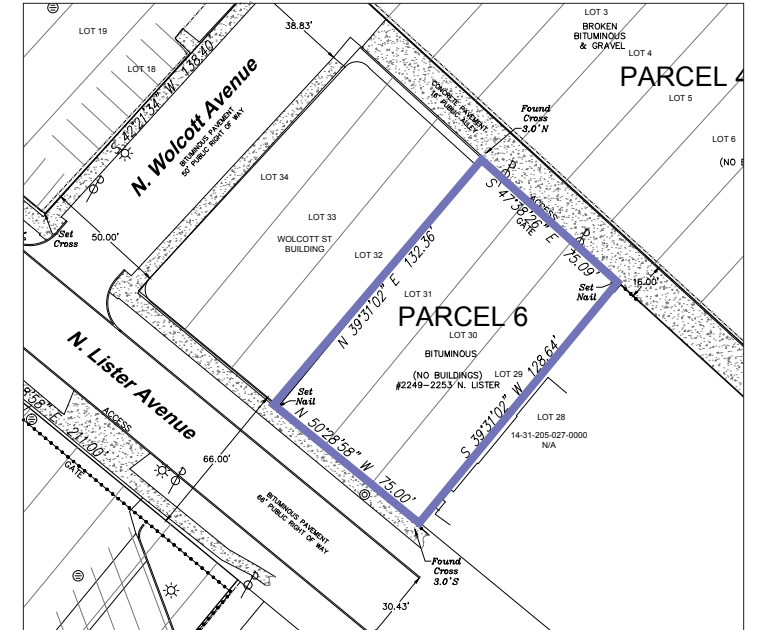 LOT 3
BROKEN
BITUMINOUS
& GRAVEL
LOT 4
PARCEL 4
LOT 5
LOT 6
(NO
LOT 19
LOT 18
38.83'
S 42°21'34" W 138.40'
N. Wolcott Avenue
BITUMINOUS PAVEMENT
50' PUBLIC RIGHT OF WAY
CONCRETE PAVEMENT
16' PUBLIC ALLEY
Found
Cross
3.0'N
LOT 34
LOT 33
WOLCOTT ST
BUILDING
LOT 32
Set
Cross
50.00'
S 47°38'26" E 75.09'
ACCESS
GATE
16.00'
Set
Nail
N 39°31'02" E 132.36'
LOT 31
PARCEL 6
LOT 30
BITUMINOUS
(NO BUILDINGS)
LOT 29
#2249-2253 N. LISTER
S 39°31'02" W 128.64'
LOT 28
14-31-205-027-0000
N/A
N. Lister Avenue
Set
Nail
N 50°28'58" W 75.00'
8'58" E 211.00'
ACCESS
GATE
66.00'
BITUMINOUS PAVEMENT
66' PUBLIC RIGHT OF WAY
Found
Cross
3.0'S
30.43'